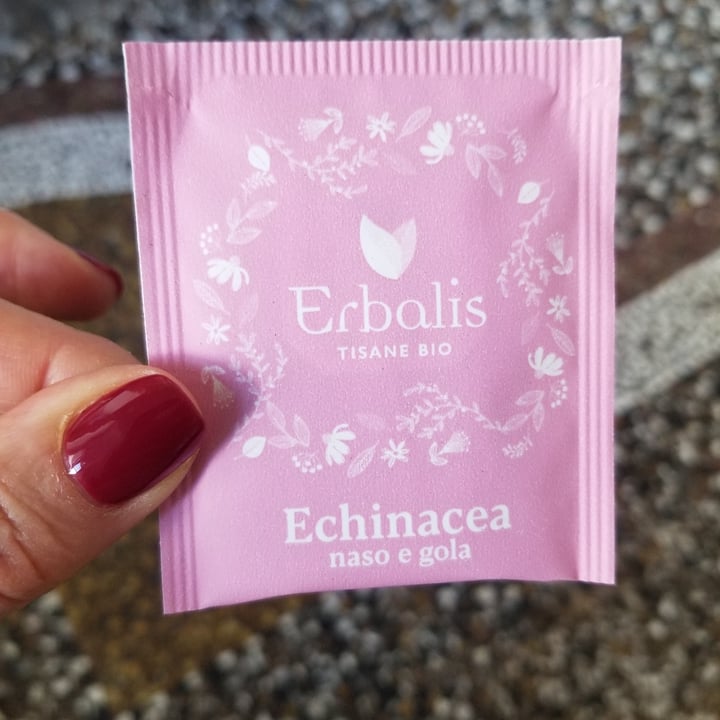 Erbalis
TISANE BIO
Echinacea
naso e gola